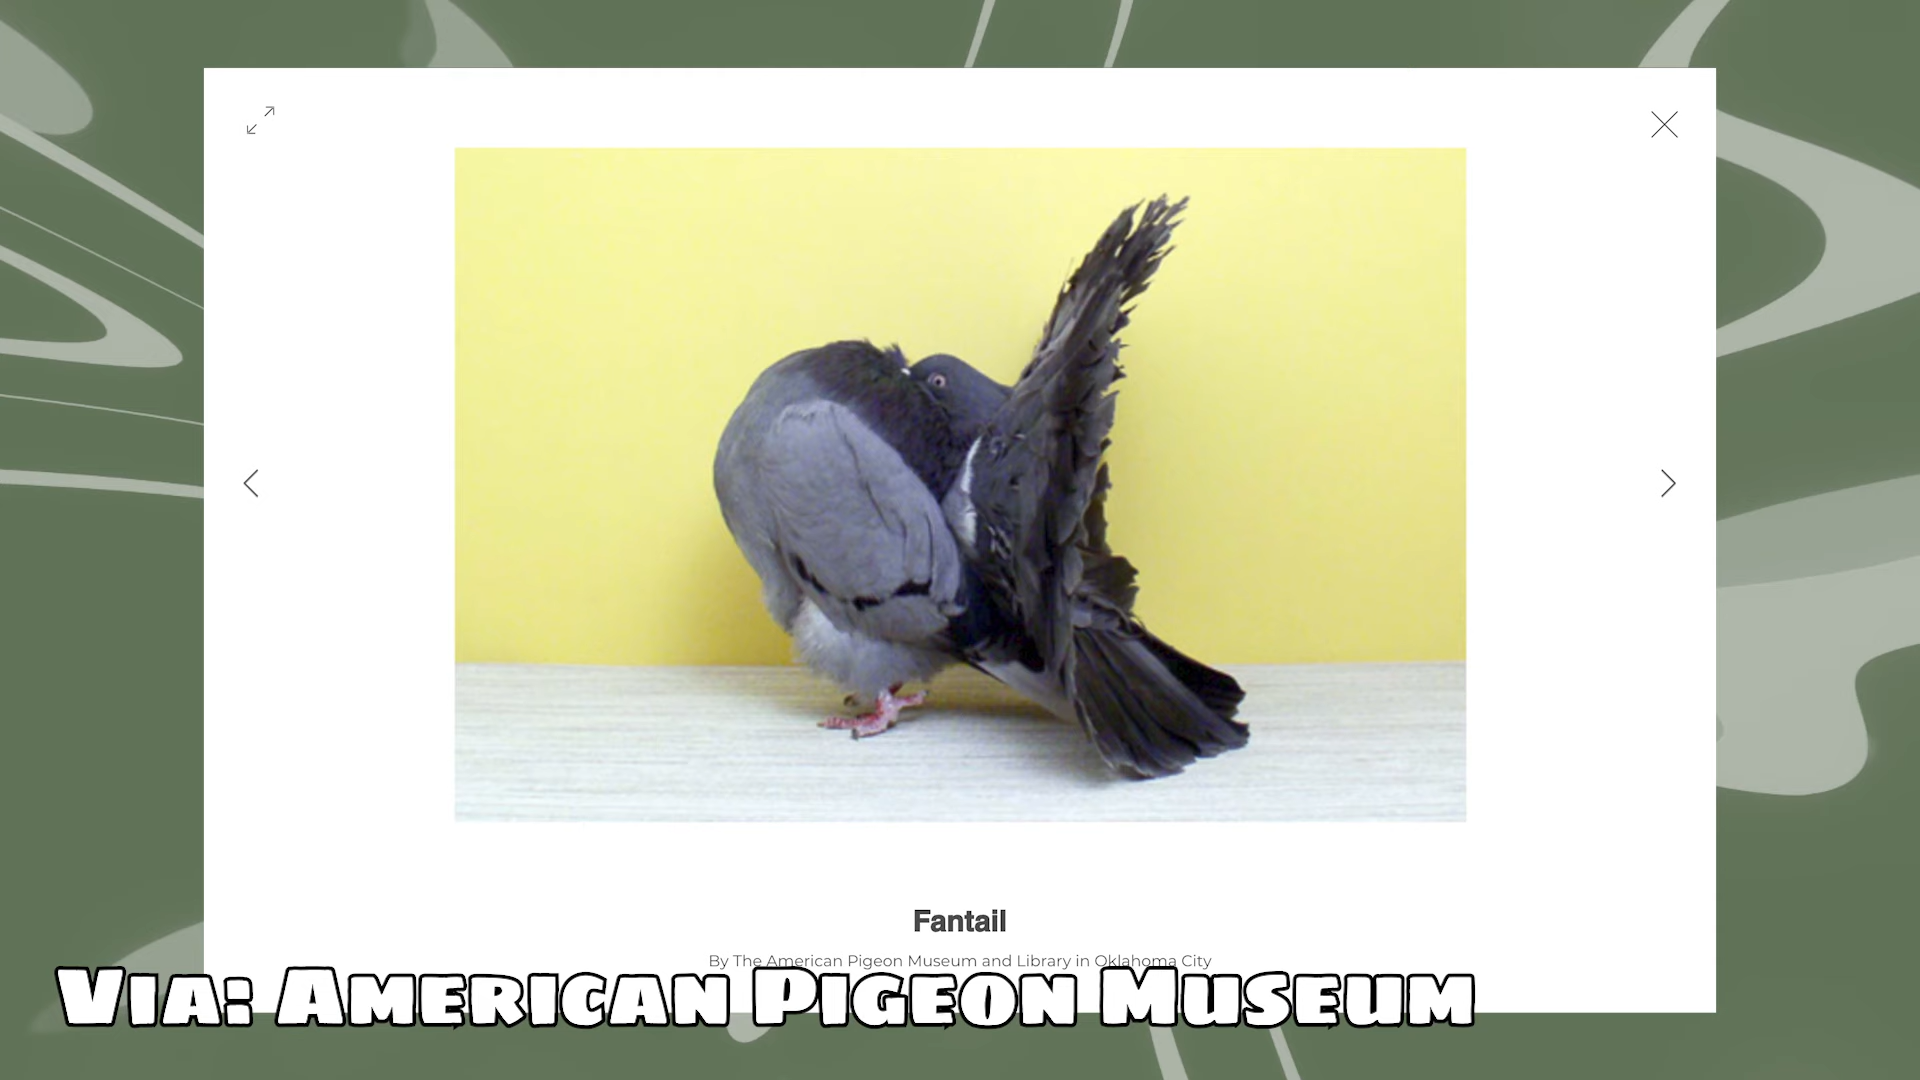 Fantail
By The American Pigeon Museum and Library in Oklahoma City
Via: American Pigeon Museum